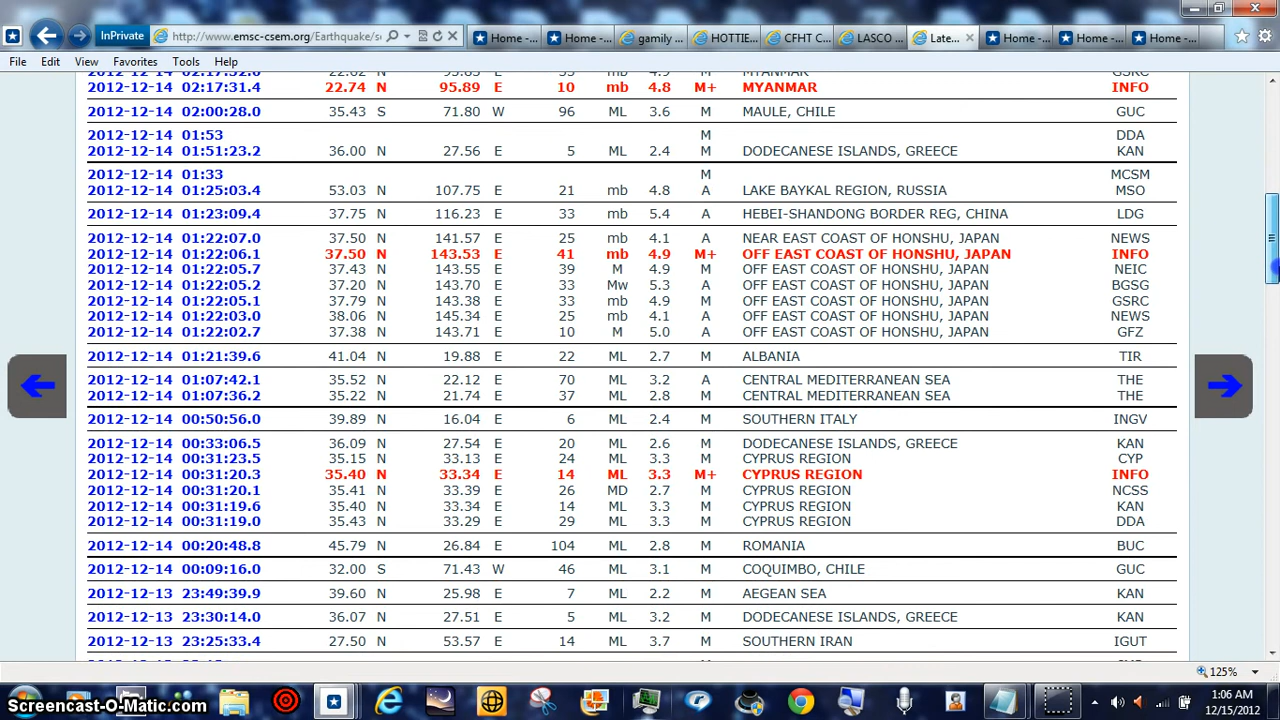 InPrivate http://www.emsc-csem.org/Earthquake/s Home -... Home -... gamily ... HOTTIE... CFHT C... LASCO ... Late... Home -... Home -... Home -...
File Edit View Favorites Tools Help
2012-12-14 02:17:32.0 22.62 N 95.85 E 33 mb 4.9 M MYANMAR GSRC
2012-12-14 02:17:31.4 22.74 N 95.89 E 10 mb 4.8 M+ MYANMAR INFO
2012-12-14 02:00:28.0 35.43 S 71.80 W 96 ML 3.6 M MAULE, CHILE GUC
2012-12-14 01:53 M DDA
2012-12-14 01:51:23.2 36.00 N 27.56 E 5 ML 2.4 M DODECANESE ISLANDS, GREECE KAN
2012-12-14 01:33 M MCSM
2012-12-14 01:25:03.4 53.03 N 107.75 E 21 mb 4.8 A LAKE BAYKAL REGION, RUSSIA MSO
2012-12-14 01:23:09.4 37.75 N 116.23 E 33 mb 5.4 A HEBEI-SHANDONG BORDER REG, CHINA LDG
2012-12-14 01:22:07.0 37.50 N 141.57 E 25 mb 4.1 A NEAR EAST COAST OF HONSHU, JAPAN NEWS
2012-12-14 01:22:06.1 37.50 N 143.53 E 41 mb 4.9 M+ OFF EAST COAST OF HONSHU, JAPAN INFO
2012-12-14 01:22:05.7 37.43 N 143.55 E 39 M 4.9 M OFF EAST COAST OF HONSHU, JAPAN NEIC
2012-12-14 01:22:05.2 37.20 N 143.70 E 33 Mw 5.3 A OFF EAST COAST OF HONSHU, JAPAN BGSG
2012-12-14 01:22:05.1 37.79 N 143.38 E 33 mb 4.9 M OFF EAST COAST OF HONSHU, JAPAN GSRC
2012-12-14 01:22:03.0 38.06 N 145.34 E 25 mb 4.1 A OFF EAST COAST OF HONSHU, JAPAN NEWS
2012-12-14 01:22:02.7 37.38 N 143.71 E 10 M 5.0 A OFF EAST COAST OF HONSHU, JAPAN GFZ
2012-12-14 01:21:39.6 41.04 N 19.88 E 22 ML 2.7 M ALBANIA TIR
2012-12-14 01:07:42.1 35.52 N 22.12 E 70 ML 3.2 A CENTRAL MEDITERRANEAN SEA THE
2012-12-14 01:07:36.2 35.22 N 21.74 E 37 ML 2.8 M CENTRAL MEDITERRANEAN SEA THE
2012-12-14 00:50:56.0 39.89 N 16.04 E 6 ML 2.4 M SOUTHERN ITALY INGV
2012-12-14 00:33:06.5 36.09 N 27.54 E 20 ML 2.6 M DODECANESE ISLANDS, GREECE KAN
2012-12-14 00:31:23.5 35.15 N 33.13 E 24 ML 3.3 M CYPRUS REGION CYP
2012-12-14 00:31:20.3 35.40 N 33.34 E 14 ML 3.3 M+ CYPRUS REGION INFO
2012-12-14 00:31:20.1 35.41 N 33.39 E 26 MD 2.7 M CYPRUS REGION NCSS
2012-12-14 00:31:19.6 35.40 N 33.34 E 14 ML 3.3 M CYPRUS REGION KAN
2012-12-14 00:31:19.0 35.43 N 33.29 E 29 ML 3.3 M CYPRUS REGION DDA
2012-12-14 00:20:48.8 45.79 N 26.84 E 104 ML 2.8 M ROMANIA BUC
2012-12-14 00:09:16.0 32.00 S 71.43 W 46 ML 3.1 M COQUIMBO, CHILE GUC
2012-12-13 23:49:39.9 39.60 N 25.98 E 7 ML 2.2 M AEGEAN SEA KAN
2012-12-13 23:30:14.0 36.07 N 27.51 E 5 ML 3.2 M DODECANESE ISLANDS, GREECE KAN
2012-12-13 23:25:33.4 27.50 N 53.57 E 14 ML 3.7 M SOUTHERN IRAN IGUT
125%
Screencast-O-Matic.com 1:06 AM
12/15/2012